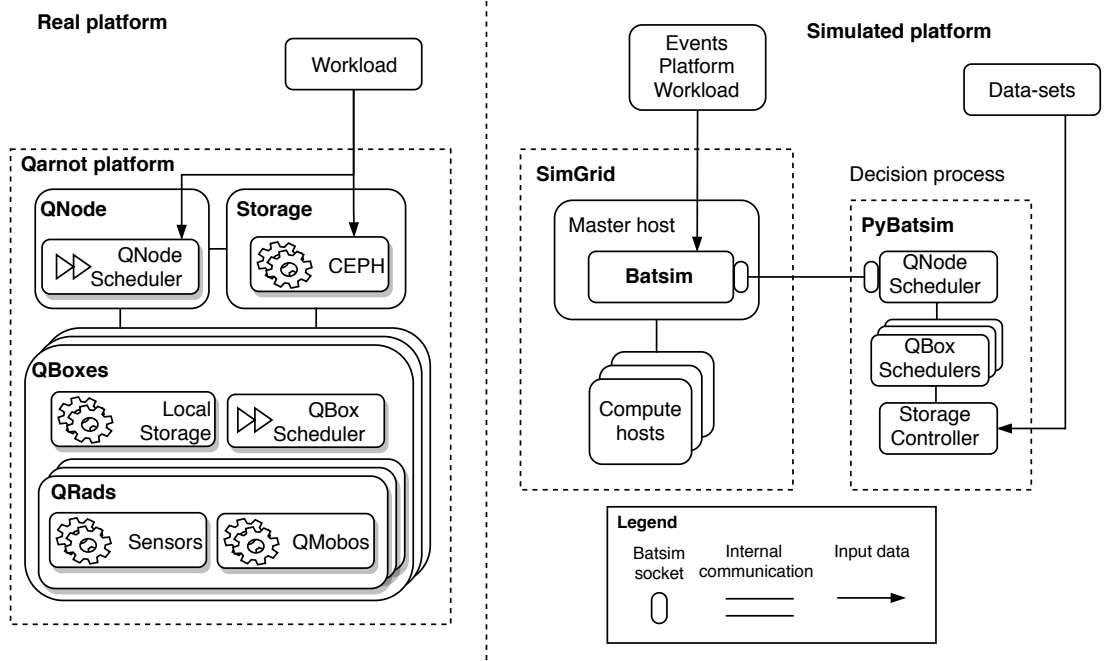 Real platform
Workload
Qarnot platform
QNode
QNode
Scheduler
Storage
CEPH
QBoxes
Local
Storage
QBox
Scheduler
QRads
Sensors
QMobos
Simulated platform
Events
Platform
Workload
Data-sets
SimGrid
Master host
Batsim
Compute
hosts
Decision process
PyBatsim
QNode
Scheduler
QBox
Schedulers
Storage
Controller
Legend
Batsim
socket
Internal
communication
Input data